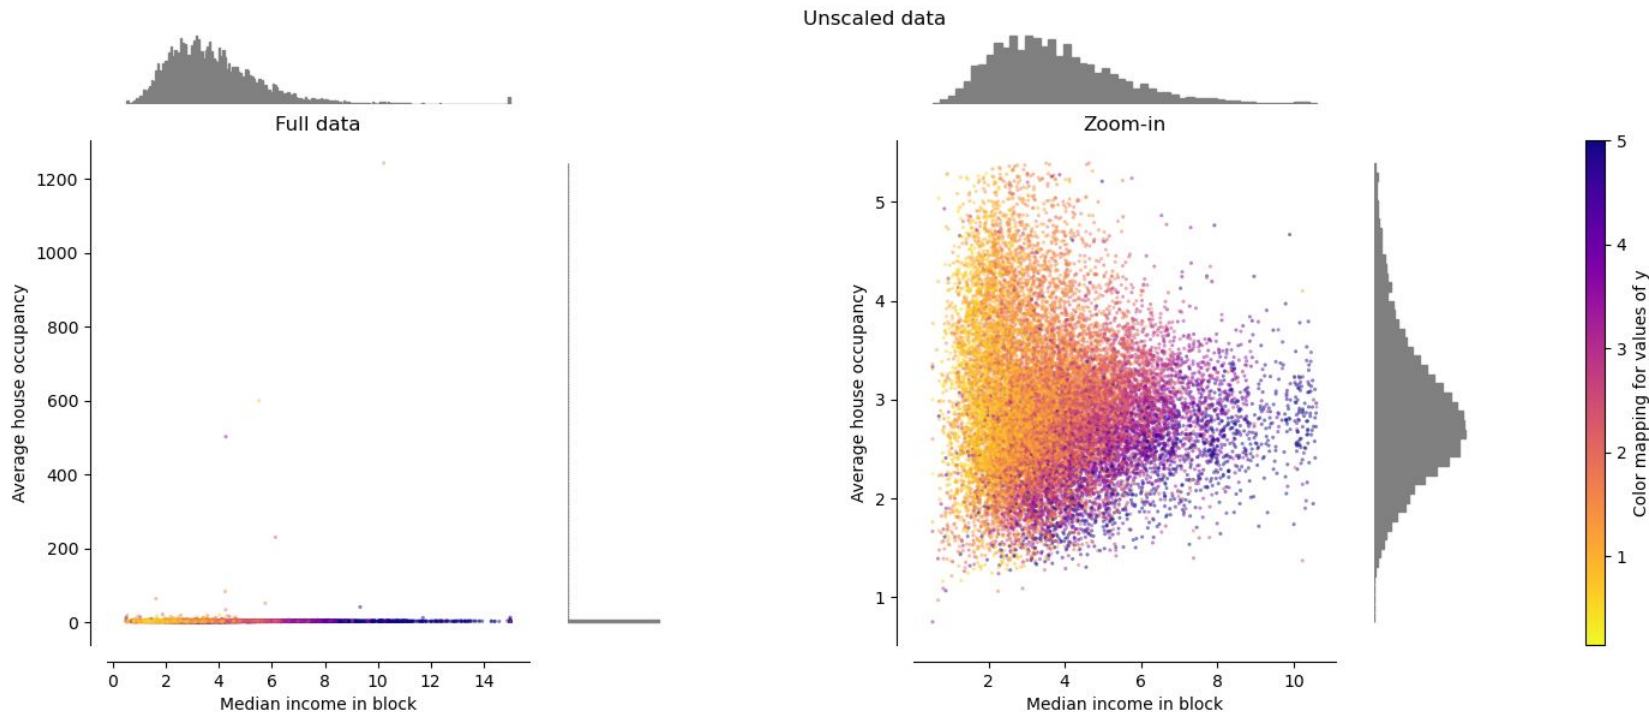 Unscaled data
Full data
1200
1000
800
600
400
200
0
Average house occupancy
0 2 4 6 8 10 12 14
Median income in block
Zoom-in
5
4
3
2
1
Average house occupancy
2 4 6 8 10
Median income in block
5
4
3
2
1
Color mapping for values of y